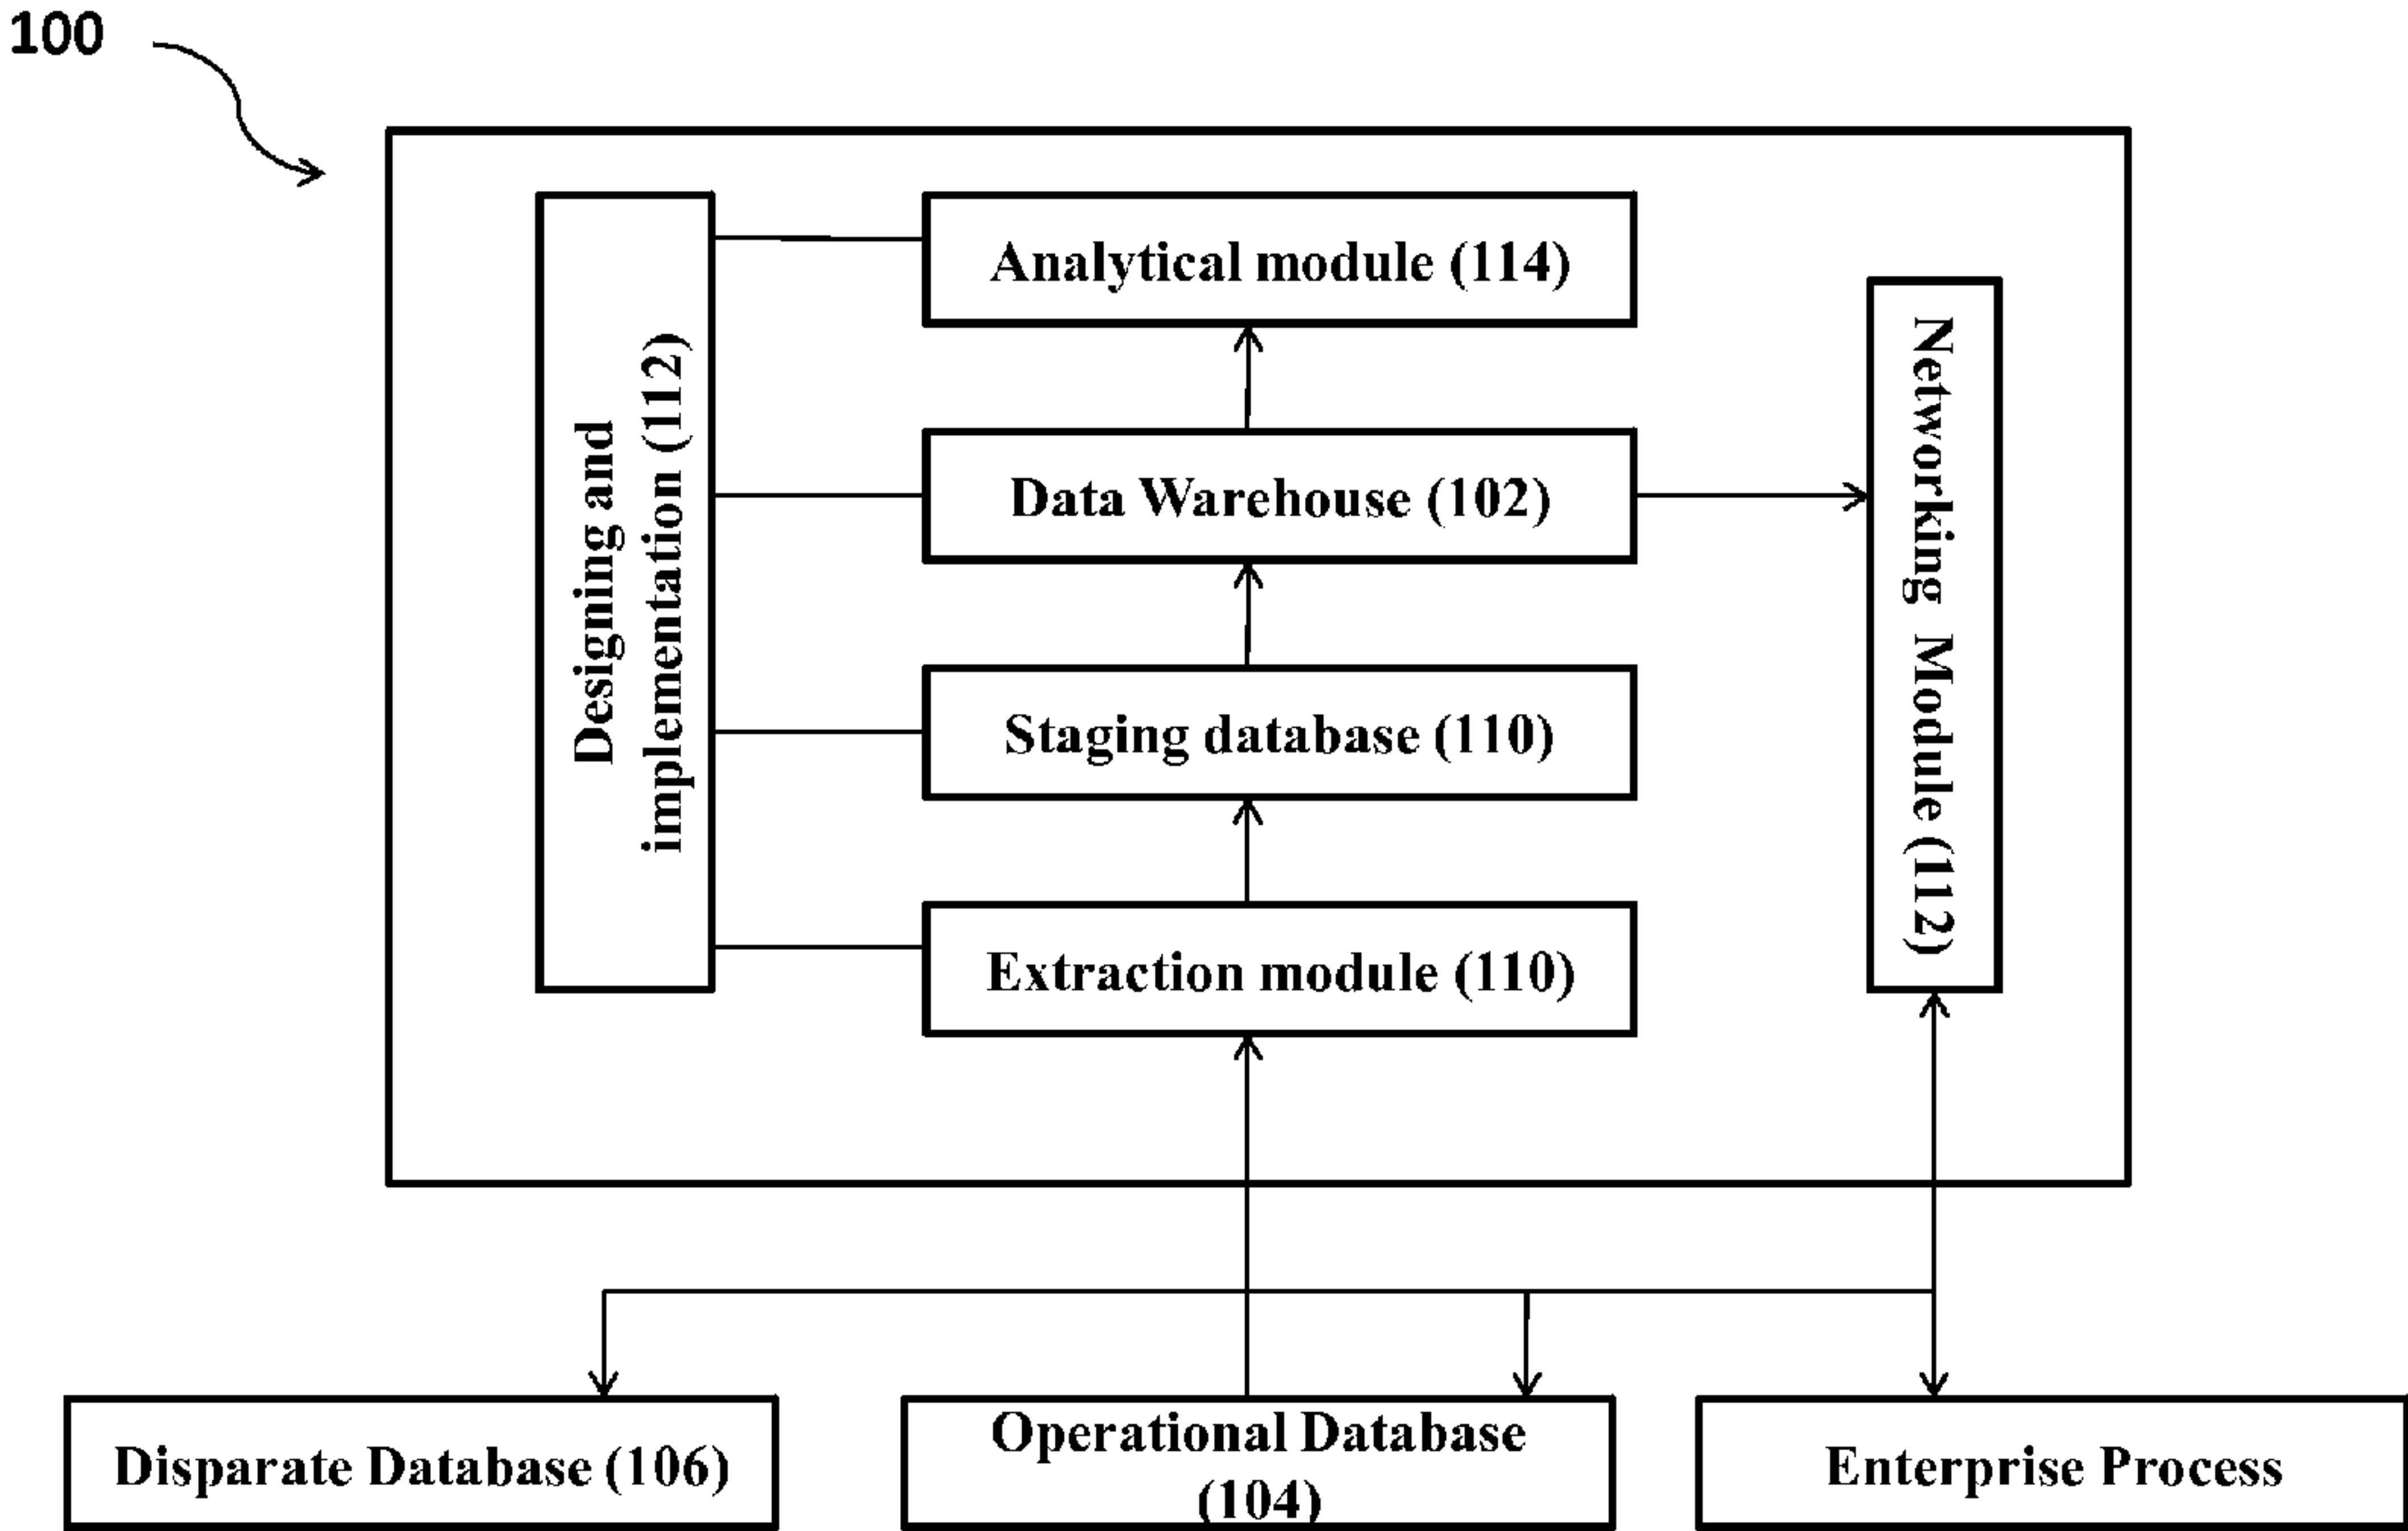 100
Analytical module (114)
Designing and
implementation (112)
Data Warehouse (102)
Networking Module (112)
Staging database (110)
Extraction module (110)
Disparate Database (106)
Operational Database
(104)
Enterprise Process